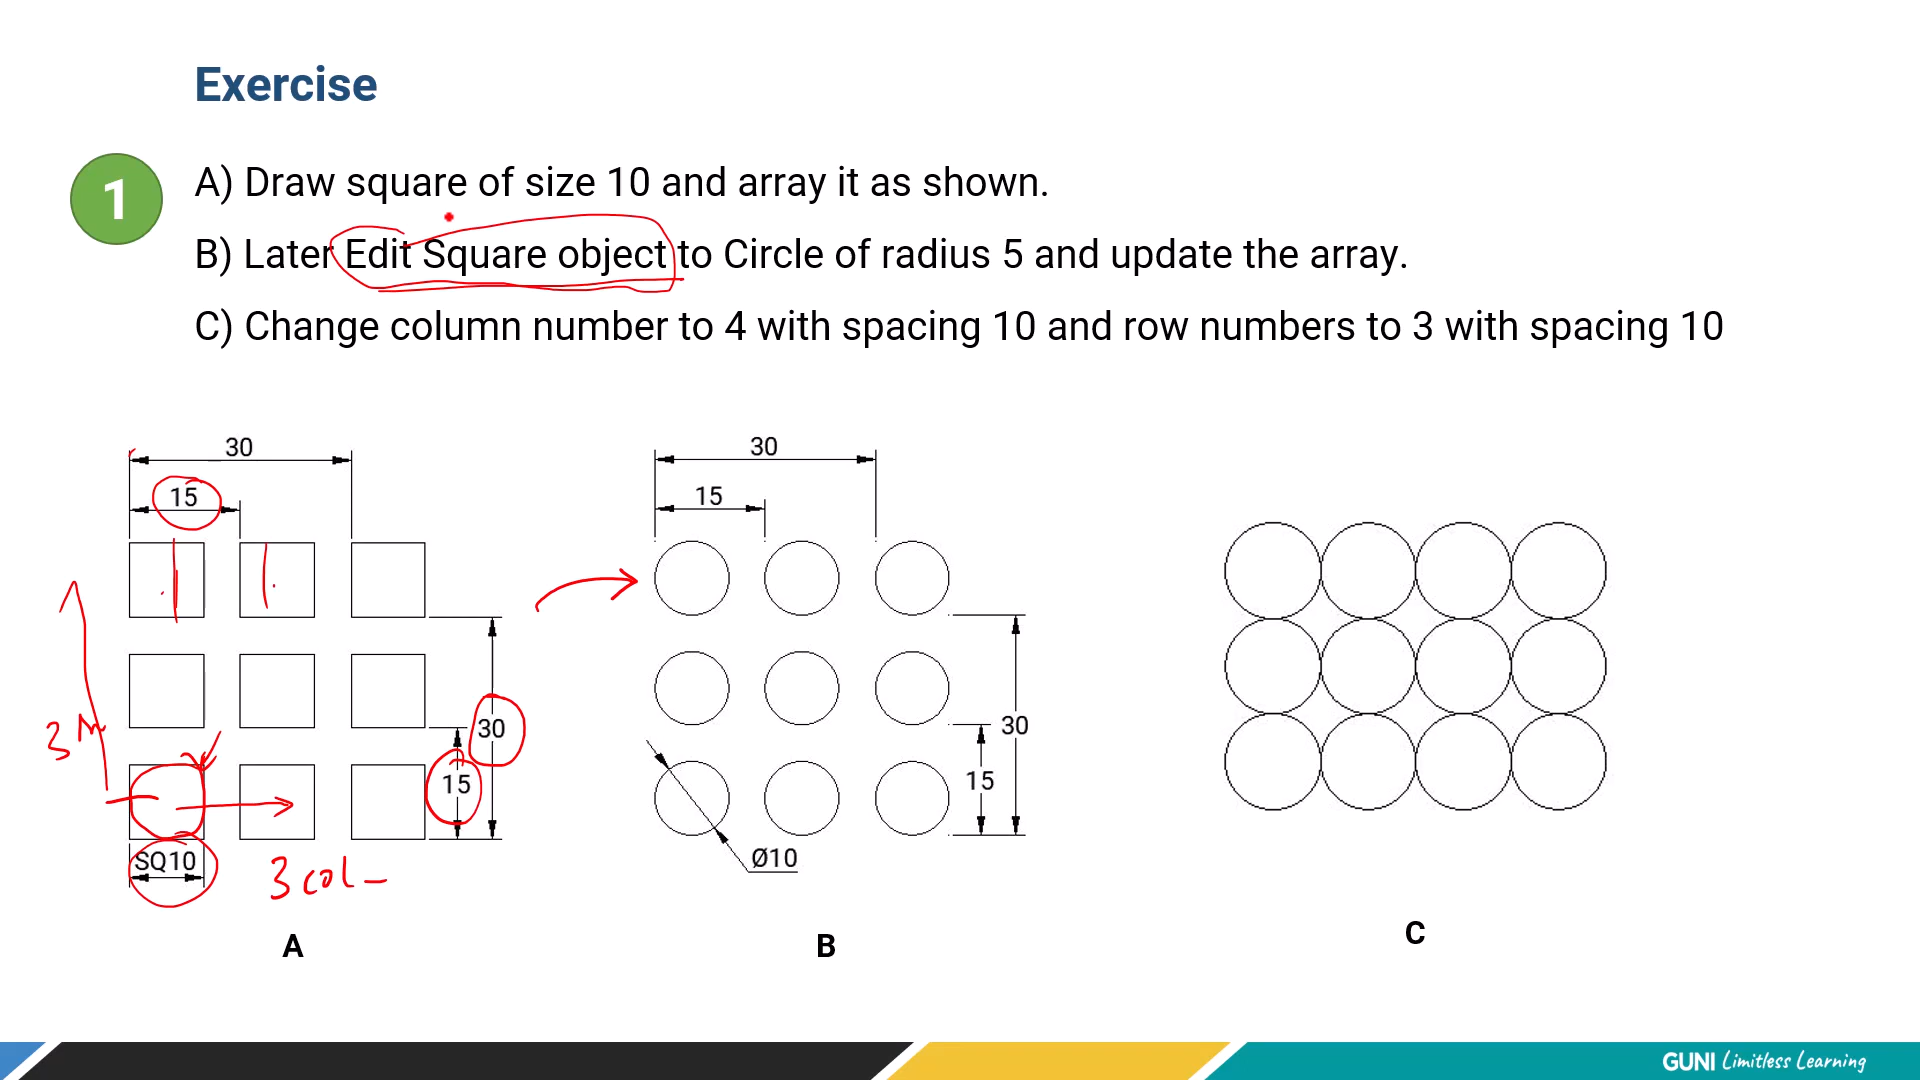 Exercise
1
A) Draw square of size 10 and array it as shown.
B) Later Edit Square object to Circle of radius 5 and update the array.
C) Change column number to 4 with spacing 10 and row numbers to 3 with spacing 10
30
15
30
15
SQ10
3 col
A
30
15
30
15
Ø10
B
C
GUNI Limitless Learning